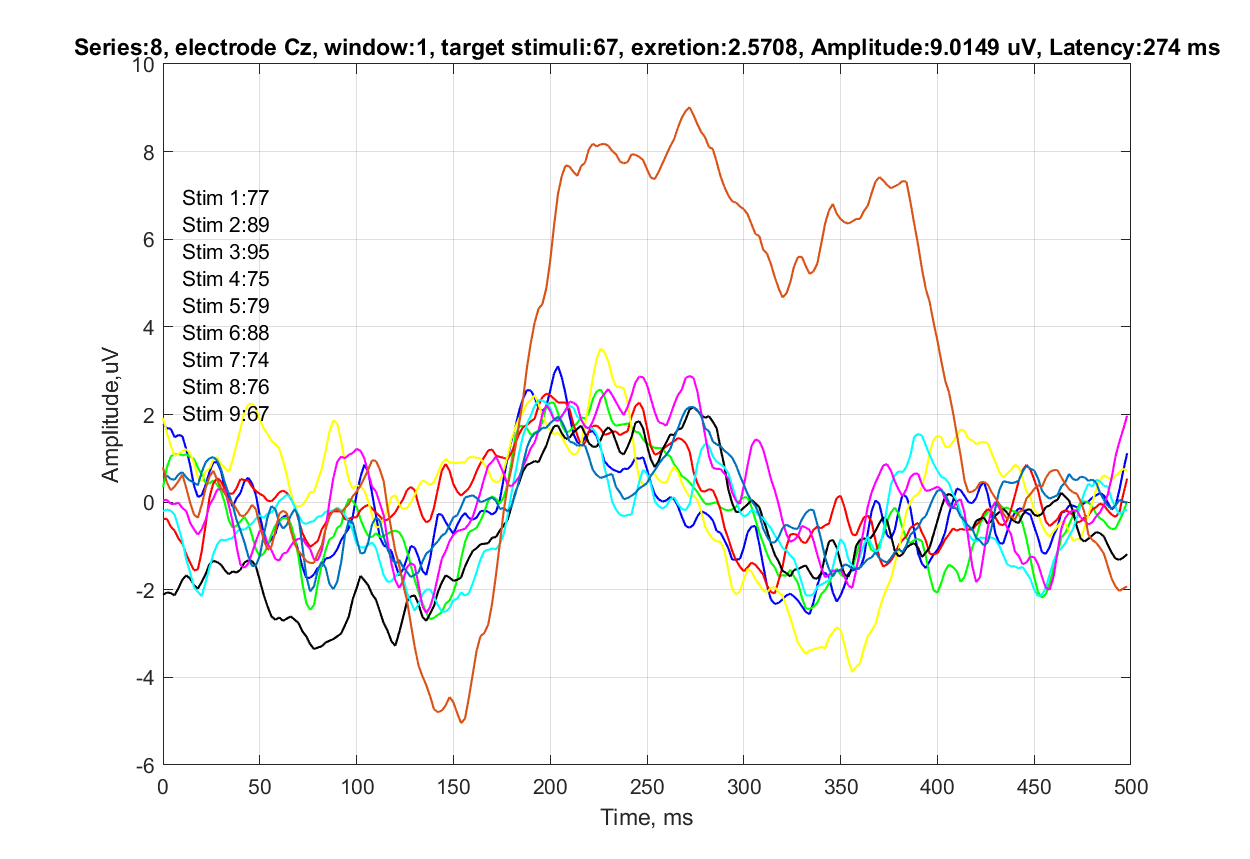 Series:8, electrode Cz, window:1, target stimuli:67, exretion:2.5708, Amplitude:9.0149 uV, Latency:274 ms
10
8
6
4
2
0
-2
-4
-6
Amplitude,uV
Stim 1:77
Stim 2:89
Stim 3:95
Stim 4:75
Stim 5:79
Stim 6:88
Stim 7:74
Stim 8:76
Stim 9:67
0 50 100 150 200 250 300 350 400 450 500
Time, ms